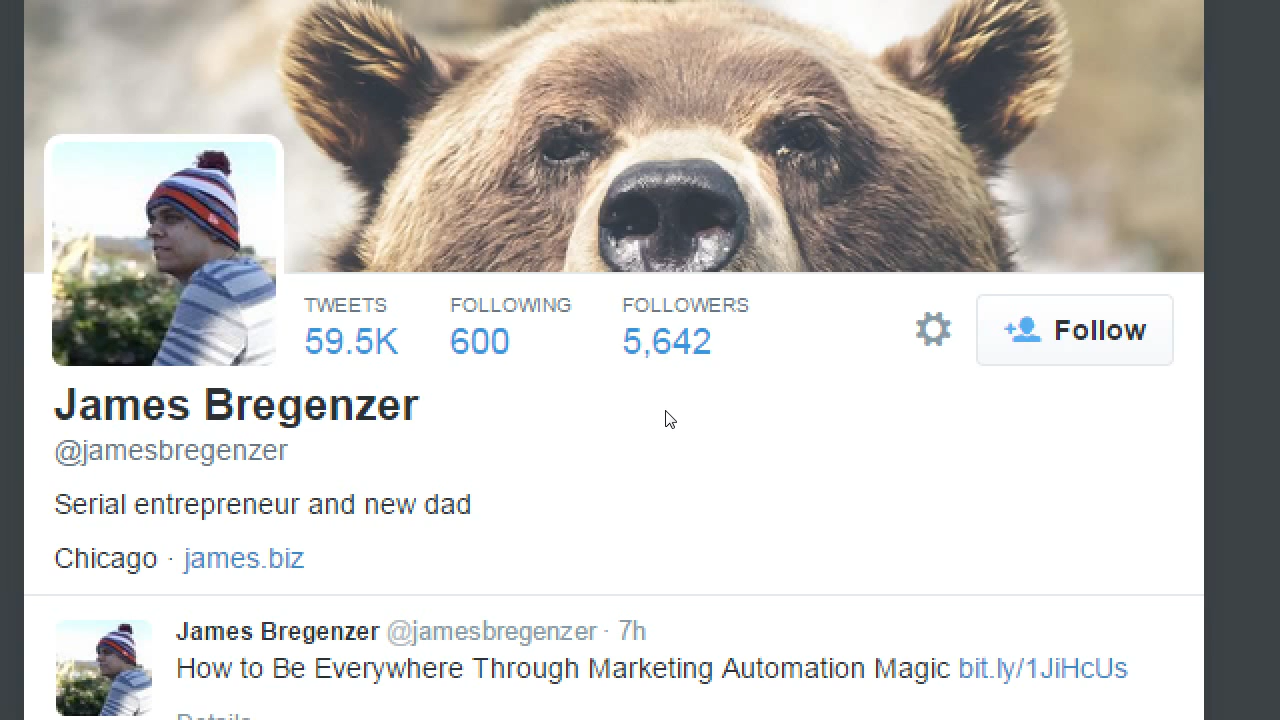 TWEETS FOLLOWING FOLLOWERS
59.5K 600 5,642 Follow
James Bregenzer
@jamesbregenzer
Serial entrepreneur and new dad
Chicago · james.biz
James Bregenzer @jamesbregenzer · 7h
How to Be Everywhere Through Marketing Automation Magic bit.ly/1JiHcUs
Details